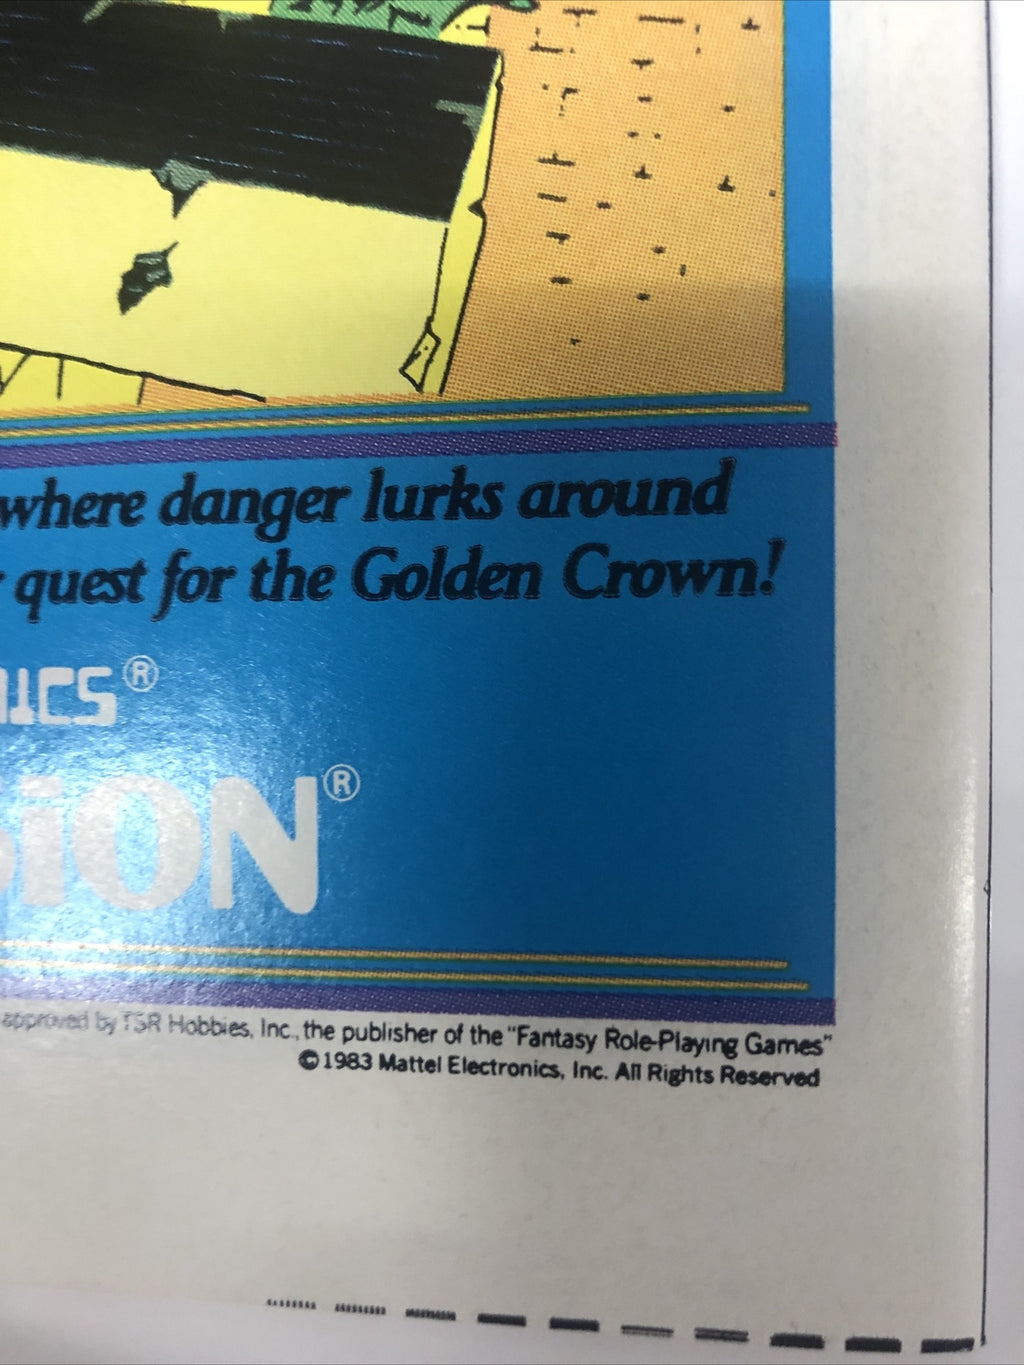 where danger lurks around
quest for the Golden Crown!
NICS®
SION®
approved by TSR Hobbies, Inc., the publisher of the "Fantasy Role-Playing Games"
©1983 Mattel Electronics, Inc. All Rights Reserved